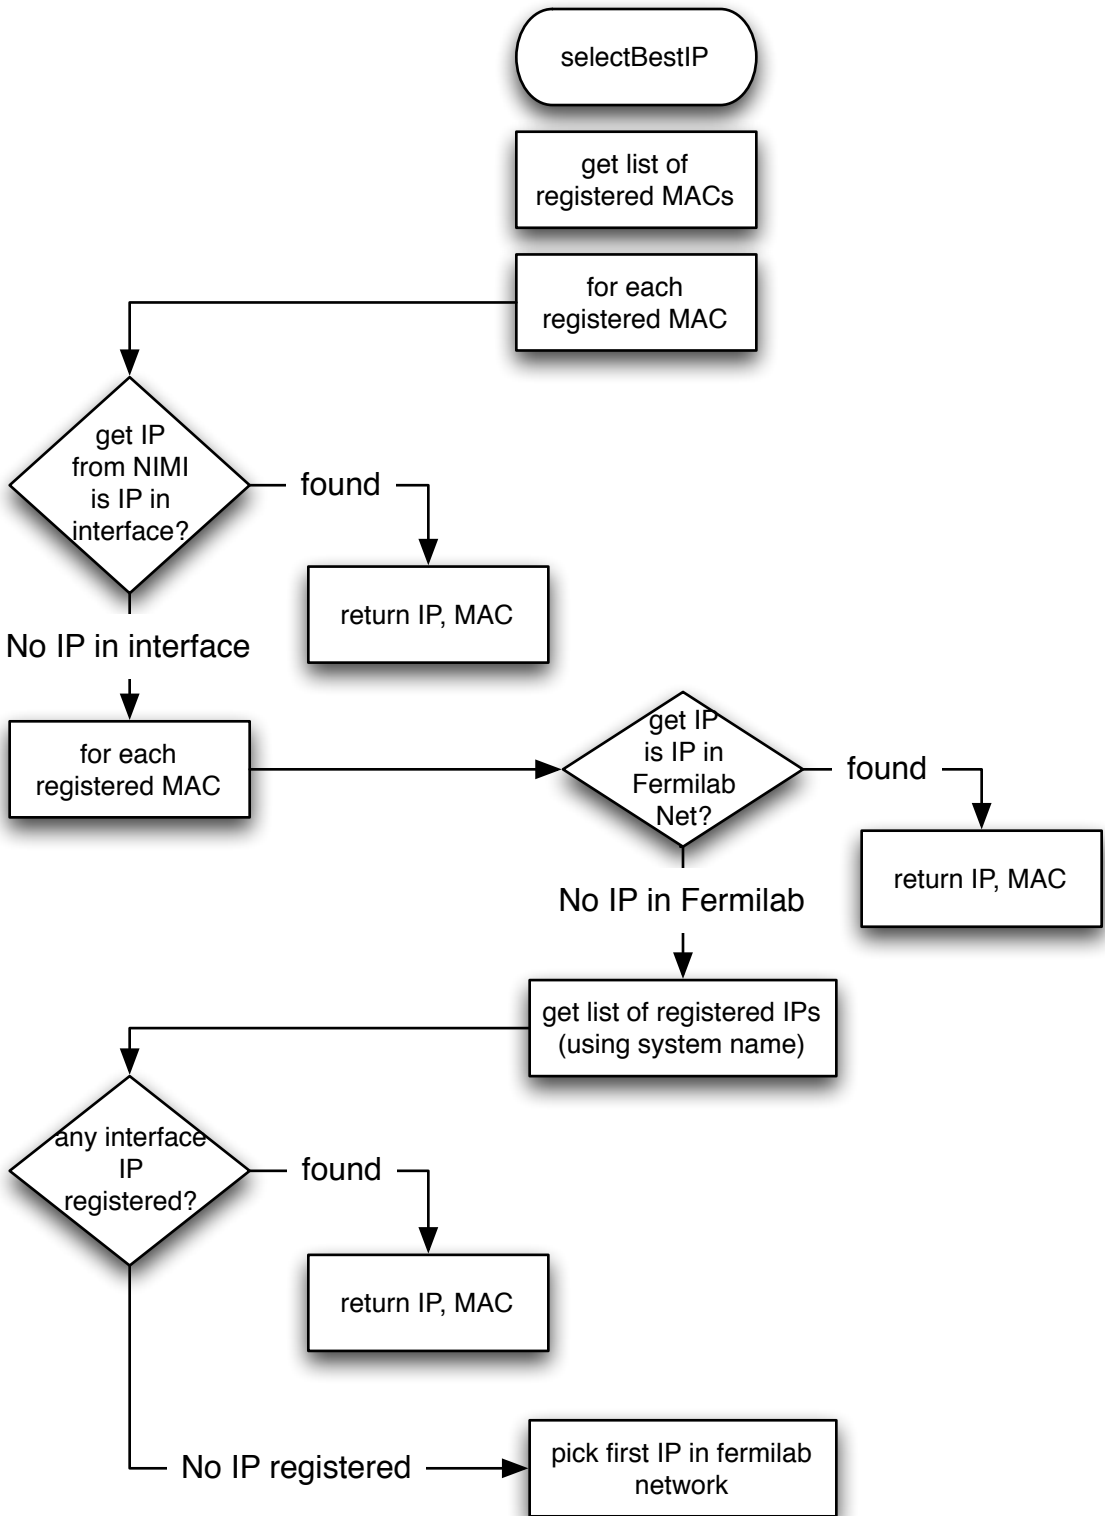 selectBestIP
get list of
registered MACs
for each
registered MAC
get IP
from NIMI
is IP in
interface?
found
return IP, MAC
No IP in interface
for each
registered MAC
get IP
is IP in
Fermilab
Net?
found
return IP, MAC
No IP in Fermilab
get list of registered IPs
(using system name)
any interface
IP
registered?
found
return IP, MAC
No IP registered
pick first IP in fermilab
network